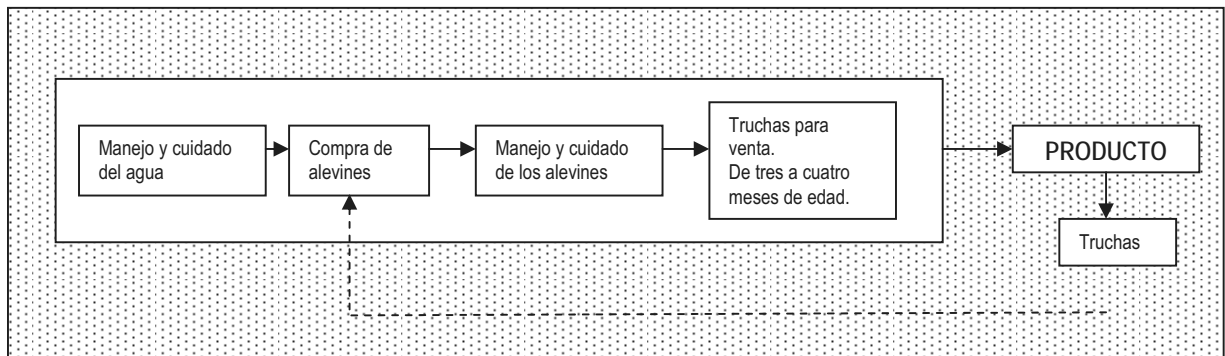 Manejo y cuidado
del agua
Compra de
alevines
Manejo y cuidado
de los alevines
Truchas para
venta.
De tres a cuatro
meses de edad.
PRODUCTO
Truchas